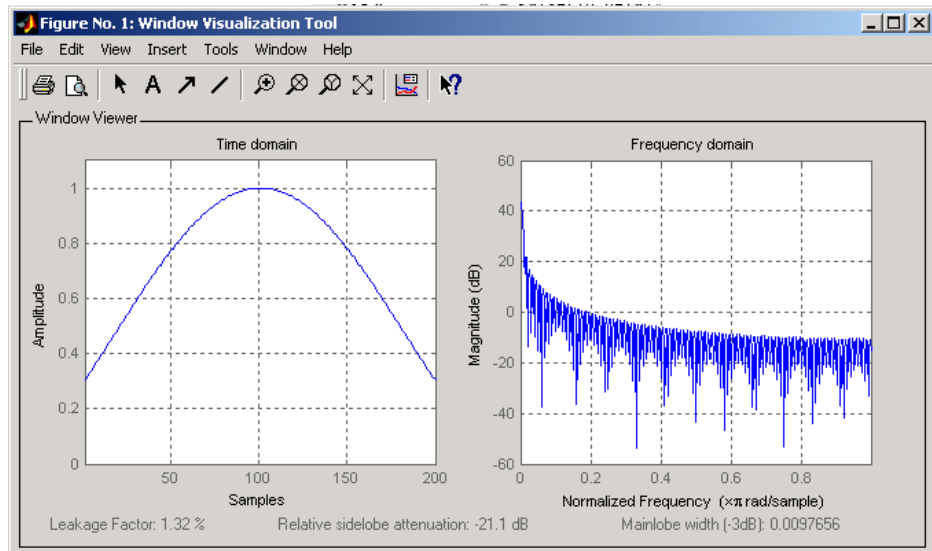 Figure No. 1: Window Visualization Tool
File Edit View Insert Tools Window Help
A
Window Viewer
Time domain
Amplitude
1
0.8
0.6
0.4
0.2
0
50 100 150 200
Samples
Frequency domain
Magnitude (dB)
60
40
20
0
-20
-40
-60
0 0.2 0.4 0.6 0.8
Normalized Frequency (×π rad/sample)
Leakage Factor: 1.32 % Relative sidelobe attenuation: -21.1 dB Mainlobe width (-3dB): 0.0097656